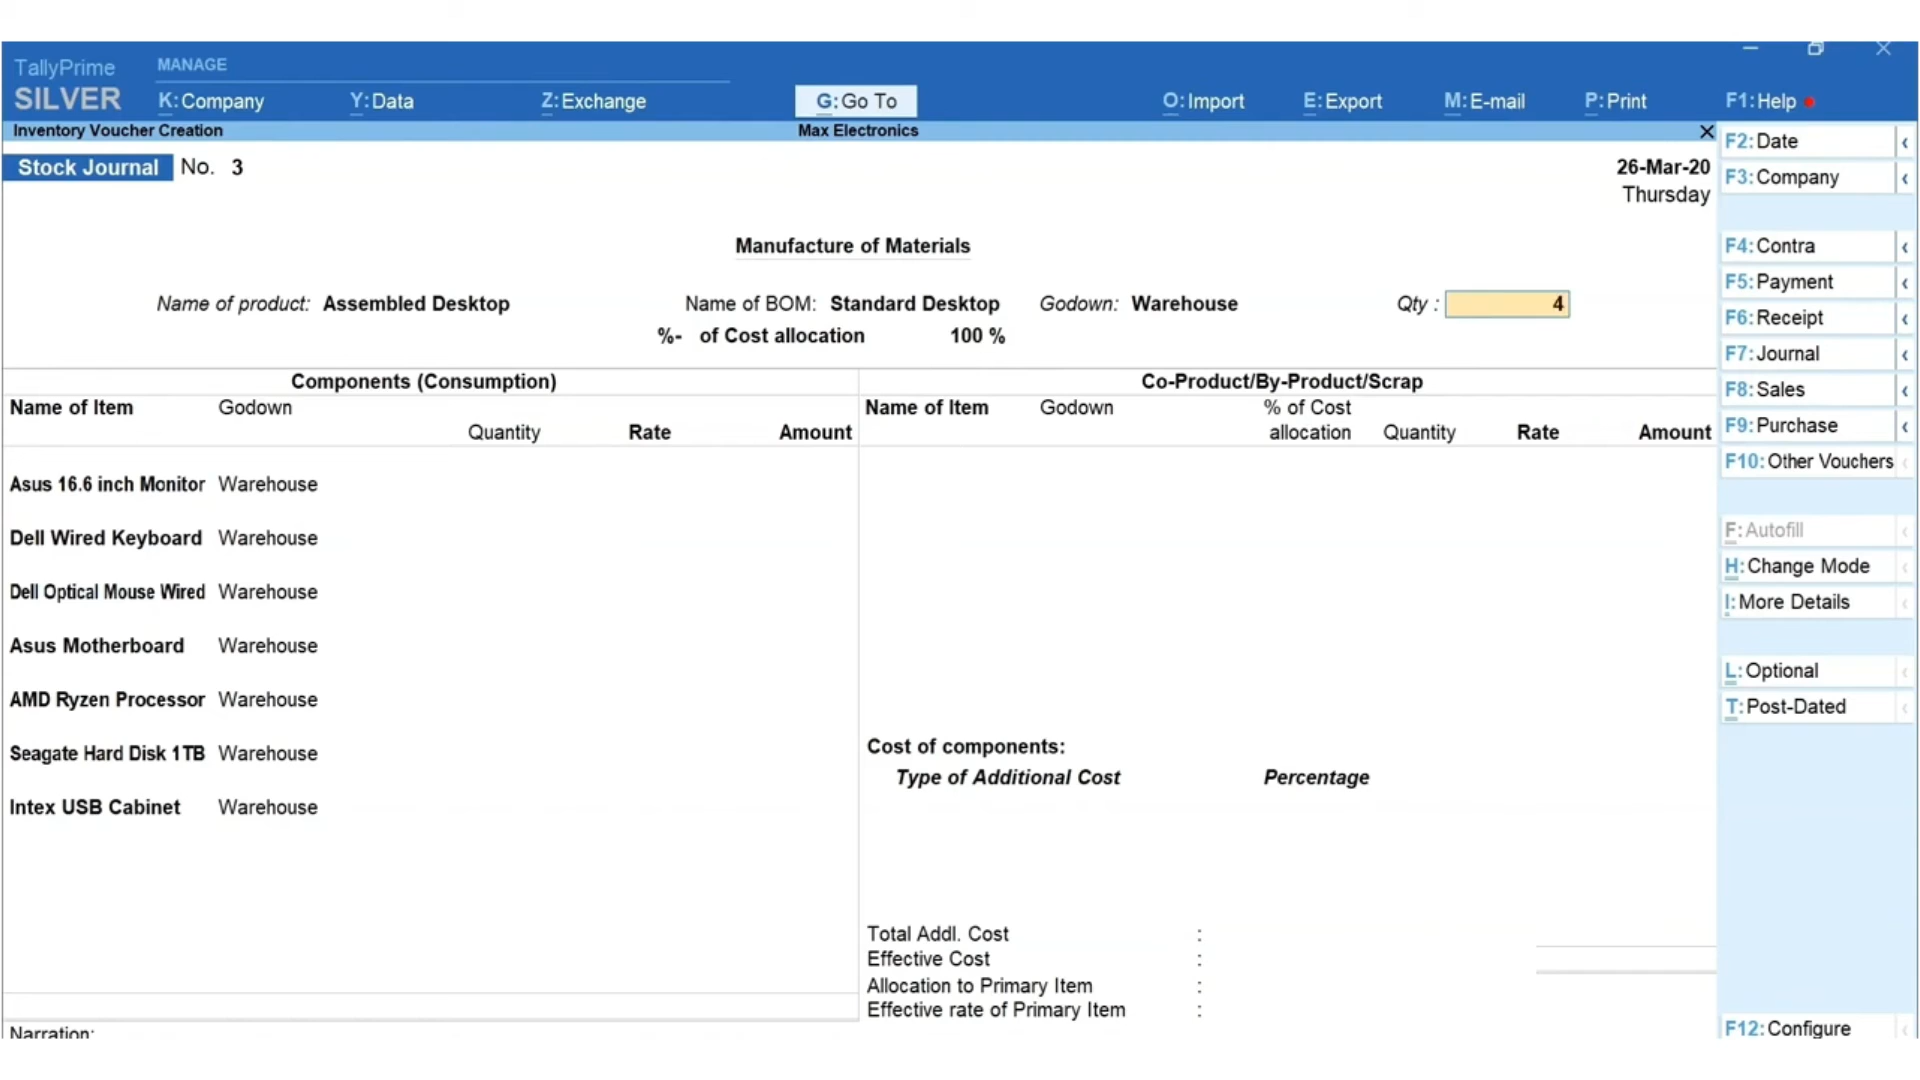 TallyPrime
SILVER
MANAGE
K: Company Y: Data Z: Exchange G: Go To O: Import E: Export M: E-mail P: Print F1: Help
Inventory Voucher Creation Max Electronics
Stock Journal No. 3 26-Mar-20
Thursday
Manufacture of Materials
Name of product: Assembled Desktop Name of BOM: Standard Desktop Godown: Warehouse Qty : 4
%- of Cost allocation 100 %
Components (Consumption) Co-Product/By-Product/Scrap
Name of Item Godown Name of Item Godown % of Cost
Quantity Rate Amount allocation Quantity Rate Amount
Asus 16.6 inch Monitor Warehouse
Dell Wired Keyboard Warehouse
Dell Optical Mouse Wired Warehouse
Asus Motherboard Warehouse
AMD Ryzen Processor Warehouse
Seagate Hard Disk 1TB Warehouse
Intex USB Cabinet Warehouse
Cost of components:
Type of Additional Cost Percentage
Total Addl. Cost :
Effective Cost :
Allocation to Primary Item :
Effective rate of Primary Item :
Narration:
F2: Date
F3: Company
F4: Contra
F5: Payment
F6: Receipt
F7: Journal
F8: Sales
F9: Purchase
F10: Other Vouchers
F: Autofill
H: Change Mode
I: More Details
L: Optional
T: Post-Dated
F12: Configure